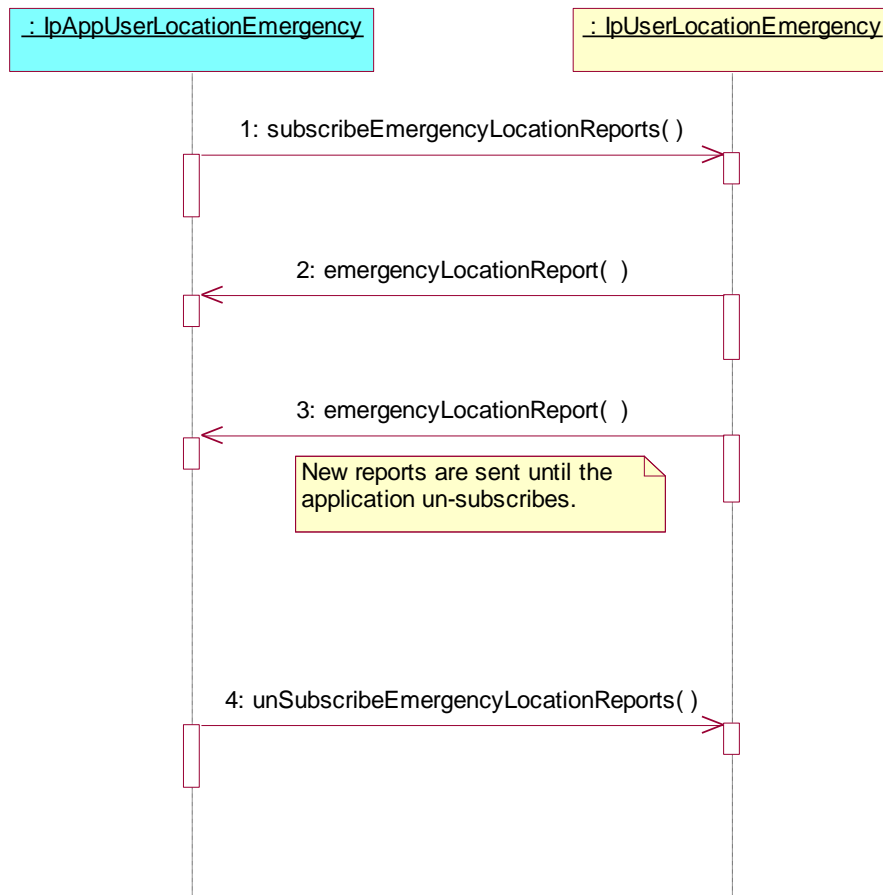 : IpAppUserLocationEmergency
: IpUserLocationEmergency
1: subscribeEmergencyLocationReports( )
2: emergencyLocationReport(  )
3: emergencyLocationReport(  )
New reports are sent until the
application un-subscribes.
4: unSubscribeEmergencyLocationReports( )